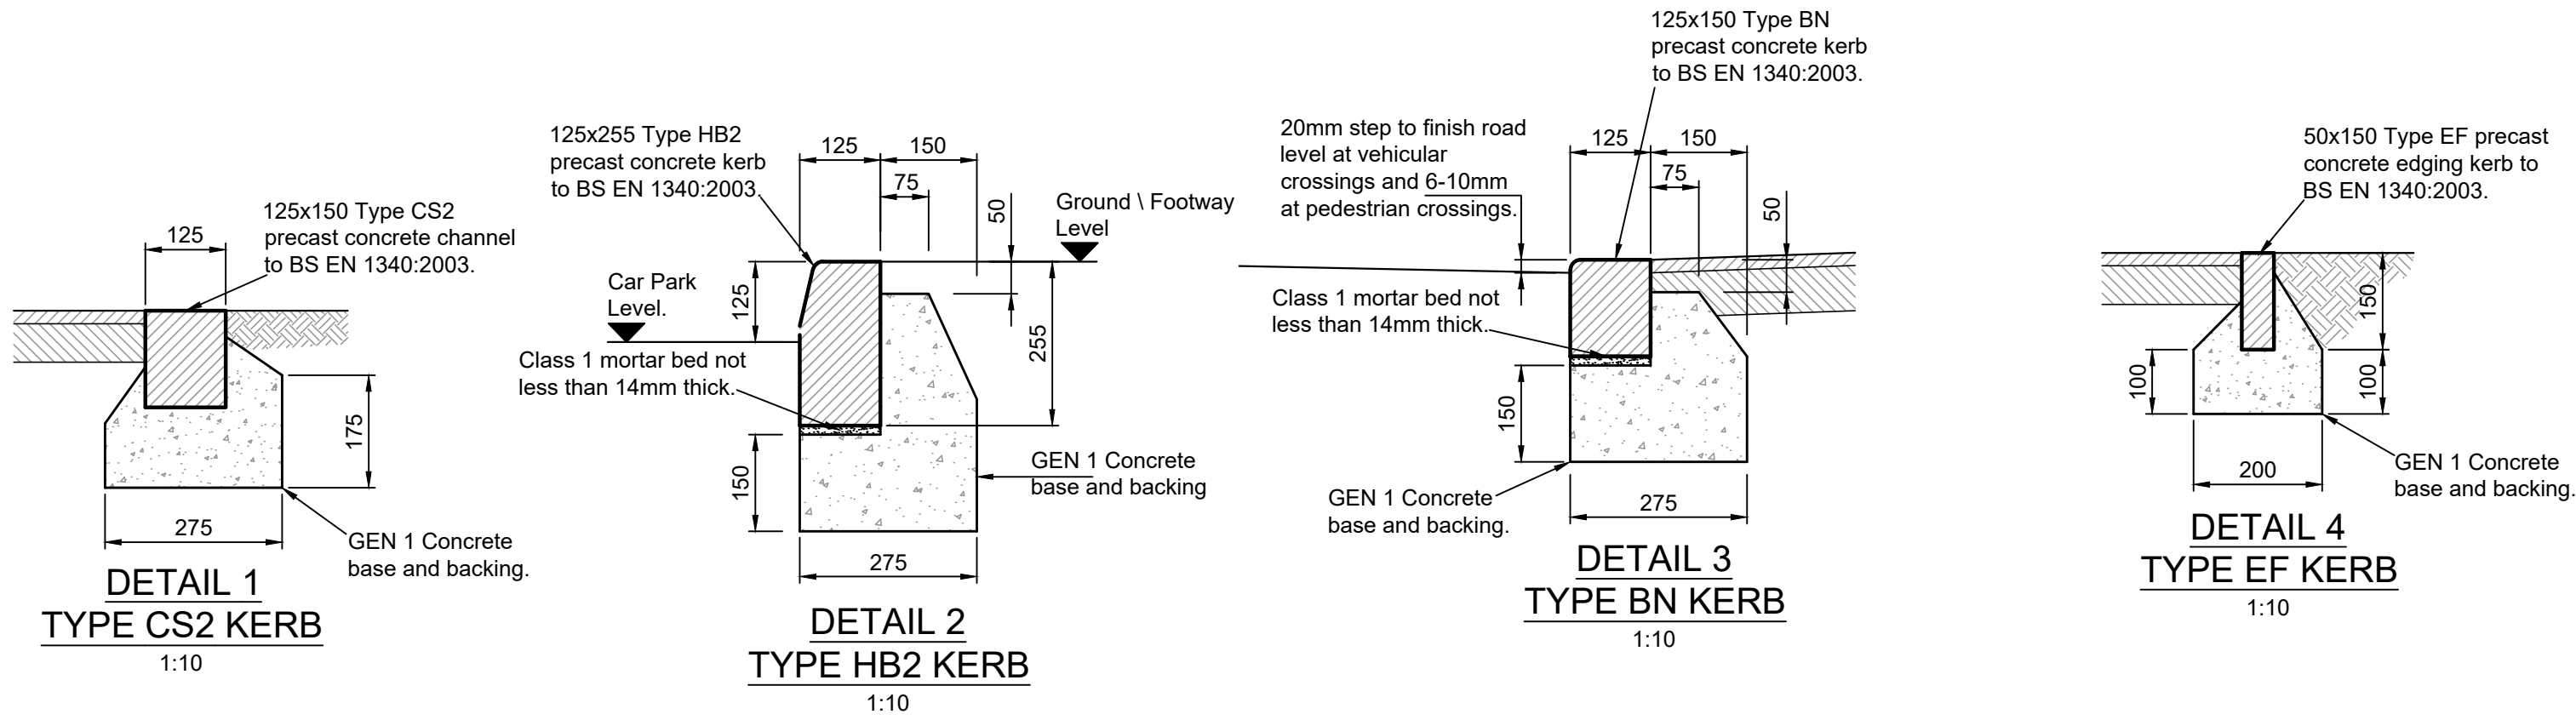 125x150 Type CS2
precast concrete channel
to BS EN 1340:2003.
125
175
275
GEN 1 Concrete
base and backing.
DETAIL 1
TYPE CS2 KERB
1:10
125x255 Type HB2
precast concrete kerb
to BS EN 1340:2003.
125
150
75
50
Ground \ Footway
Level
Car Park
Level.
125
255
Class 1 mortar bed not
less than 14mm thick.
150
GEN 1 Concrete
base and backing
275
DETAIL 2
TYPE HB2 KERB
1:10
125x150 Type BN
precast concrete kerb
to BS EN 1340:2003.
20mm step to finish road
level at vehicular
crossings and 6-10mm
at pedestrian crossings.
125
150
75
50
Class 1 mortar bed not
less than 14mm thick.
150
GEN 1 Concrete
base and backing.
275
DETAIL 3
TYPE BN KERB
1:10
50x150 Type EF precast
concrete edging kerb to
BS EN 1340:2003.
150
100
100
200
GEN 1 Concrete
base and backing.
DETAIL 4
TYPE EF KERB
1:10